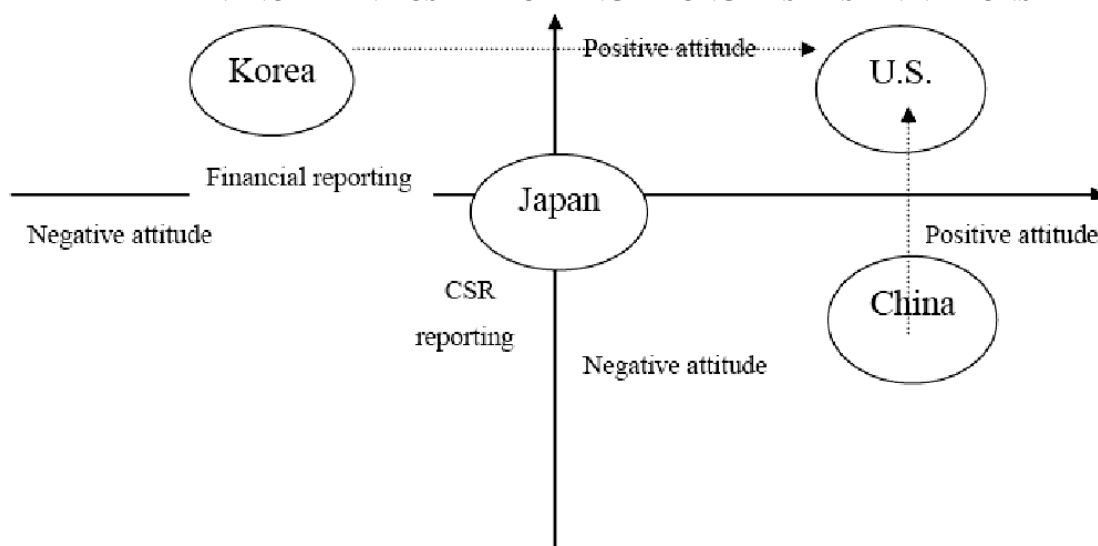 Positive attitude
Korea
U.S.
Financial reporting
Japan
Negative attitude
Positive attitude
CSR
reporting
China
Negative attitude